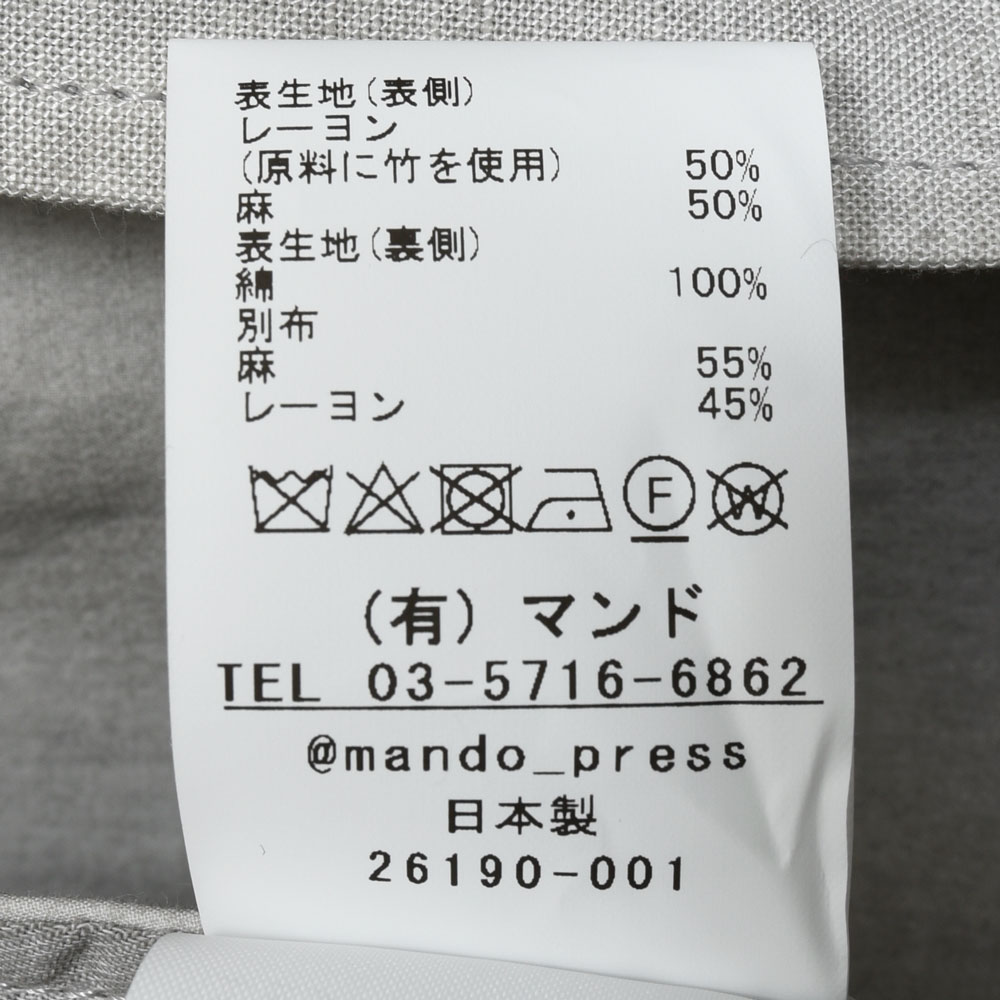 表生地(表側)
レーヨン
(原料に竹を使用) 50%
麻 50%
表生地(裏側)
綿 100%
別布
麻 55%
レーヨン 45%
F W
(有) マンド
TEL 03-5716-6862
@mando_press
日本製
26190-001